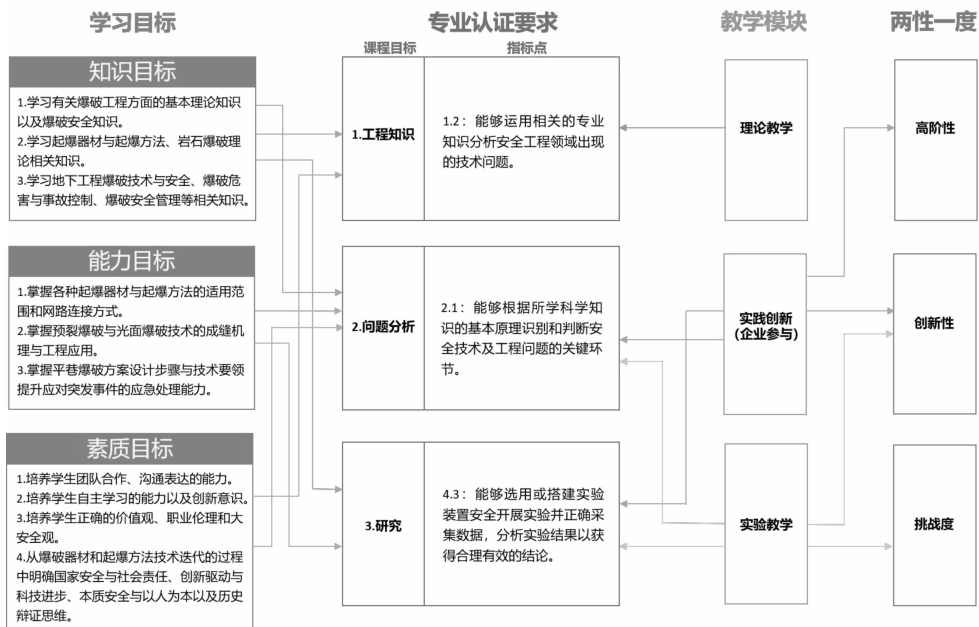 学习目标
专业认证要求
教学模块
两性一度
课程目标
指标点
知识目标
1.学习有关爆破工程方面的基本理论知识
以及爆破安全知识。
2.学习起爆器材与起爆方法、岩石爆破理
论相关知识。
3.学习地下工程爆破技术与安全、爆破危
害与事故控制、爆破安全管理等相关知识。
1.工程知识
1.2：能够运用相关的专业
知识分析安全工程领域出现
的技术问题。
理论教学
高阶性
能力目标
1.掌握各种起爆器材与起爆方法的适用范
围和网路连接方式。
2.掌握预裂爆破与光面爆破技术的成缝机
理与工程应用。
3.掌握平巷爆破方案设计步骤与技术要领
提升应对突发事件的应急处理能力。
2.问题分析
2.1：能够根据所学科学知
识的基本原理识别和判断安
全技术及工程问题的关键环
节。
实践创新
（企业参与）
创新性
素质目标
1.培养学生团队合作、沟通表达的能力。
2.培养学生自主学习的能力以及创新意识。
3.培养学生正确的价值观、职业伦理和大
安全观。
4.从爆破器材和起爆方法技术迭代的过程
中明确国家安全与社会责任、创新驱动与
科技进步、本质安全与以人为本以及历史
辩证思维。
3.研究
4.3：能够选用或搭建实验
装置安全开展实验并正确采
集数据，分析实验结果以获
得合理有效的结论。
实验教学
挑战度